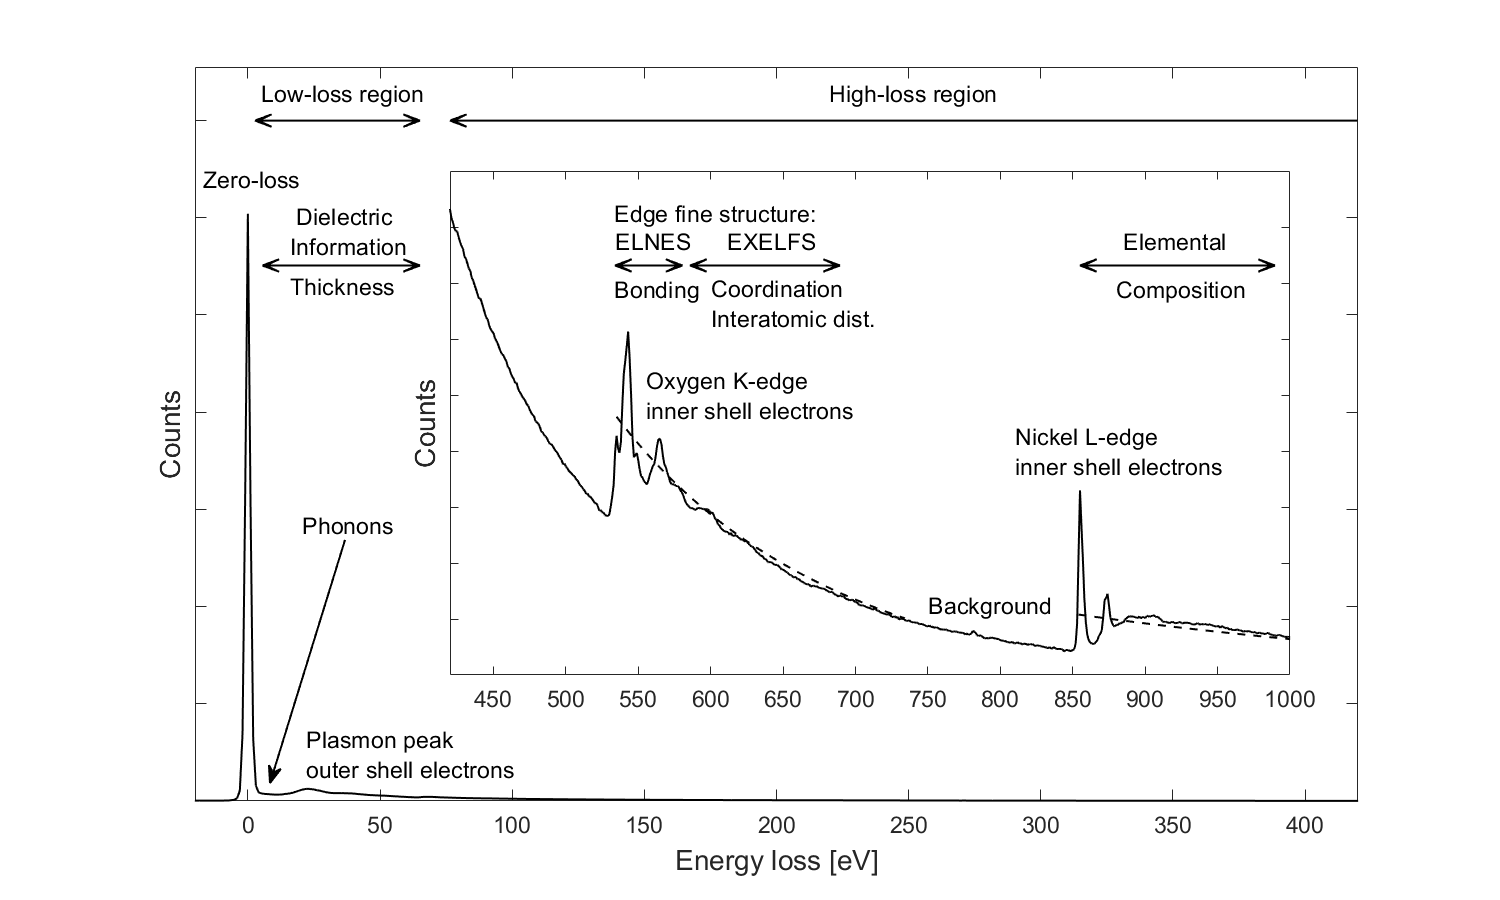 Low-loss region
High-loss region
Zero-loss
Dielectric
Information
Thickness
Edge fine structure:
ELNES
EXELFS
Bonding
Coordination
Interatomic dist.
Elemental
Composition
Oxygen K-edge
inner shell electrons
Nickel L-edge
inner shell electrons
Background
Counts
450 500 550 600 650 700 750 800 850 900 950 1000
Counts
Phonons
Plasmon peak
outer shell electrons
0 50 100 150 200 250 300 350 400
Energy loss [eV]